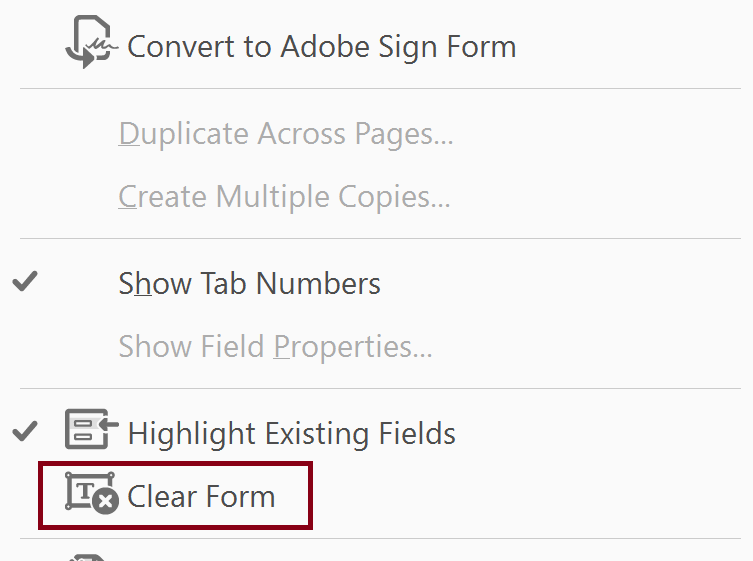 Convert to Adobe Sign Form
Duplicate Across Pages...
Create Multiple Copies...
Show Tab Numbers
Show Field Properties...
Highlight Existing Fields
T Clear Form